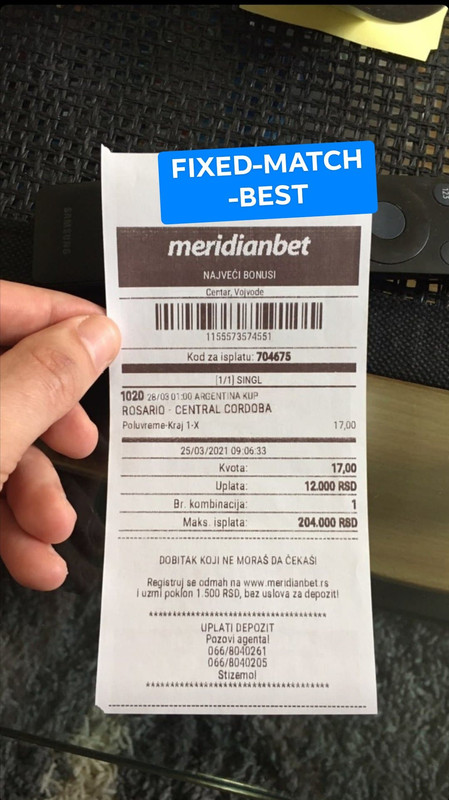 FIXED-MATCH
-BEST
SAMSUNG
meridianbet
NAJVEĆI BONUSI
Centar, Vojvode
1155573574551
Kod za isplatu: 704675
[1/1] SINGL
1020 28/03 01:00 ARGENTINA KUP
ROSARIO - CENTRAL CORDOBA
Poluvreme-Kraj 1-X 17,00
25/03/2021 09:06:33
Kvota: 17,00
Uplata: 12.000 RSD
Br. kombinacija: 1
Maks. isplata: 204.000 RSD
DOBITAK KOJI NE MORAŠ DA ČEKAŠ!
Registruj se odmah na www.meridianbet.rs
i uzmi poklon 1.500 RSD, bez uslova za depozit!
****************************************
UPLATI DEPOZIT
Pozovi agenta!
066/8040261
066/8040205
Stižemo!
****************************************